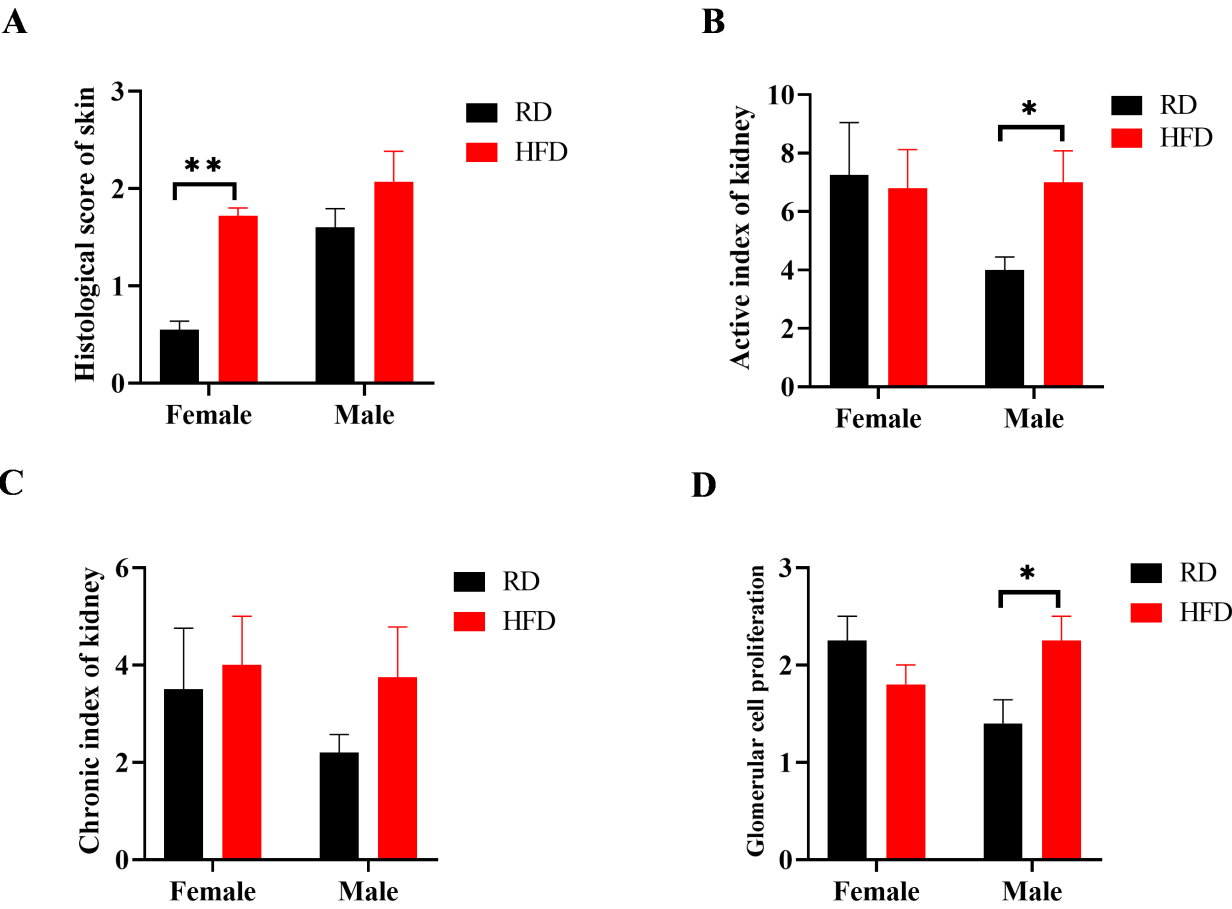 A
Histological score of skin
3
2
1
0
**
Female
Male
RD
HFD
B
Active index of kidney
10
8
6
4
2
0
*
Female
Male
RD
HFD
C
Chronic index of kidney
6
4
2
0
Female
Male
RD
HFD
D
Glomerular cell proliferation
3
2
1
0
*
Female
Male
RD
HFD